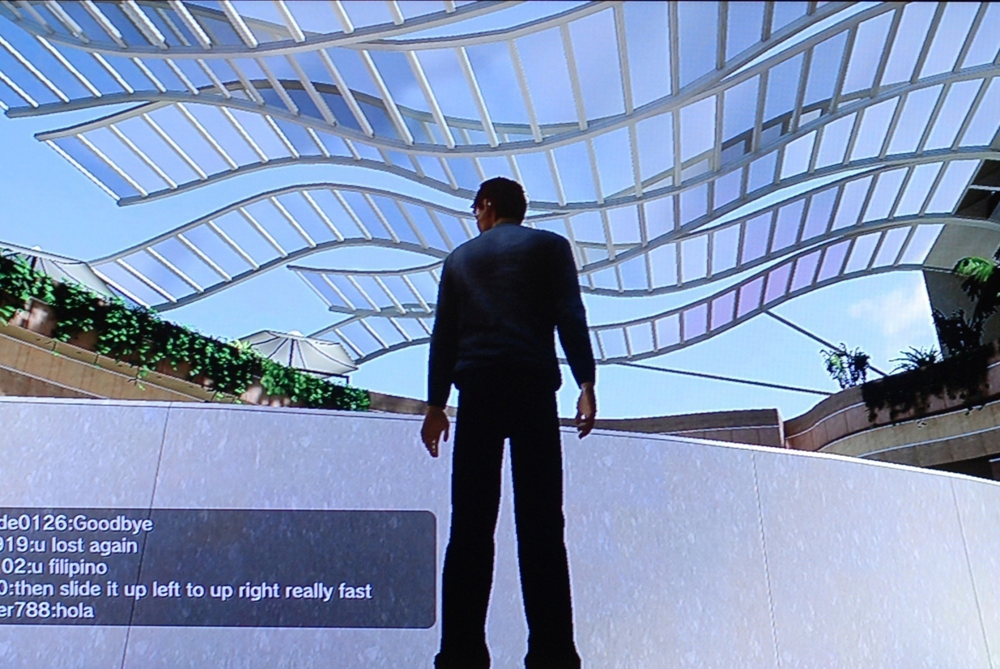 de0126:Goodbye
919:u lost again
102:u filipino
0:then slide it up left to up right really fast
er788:hola